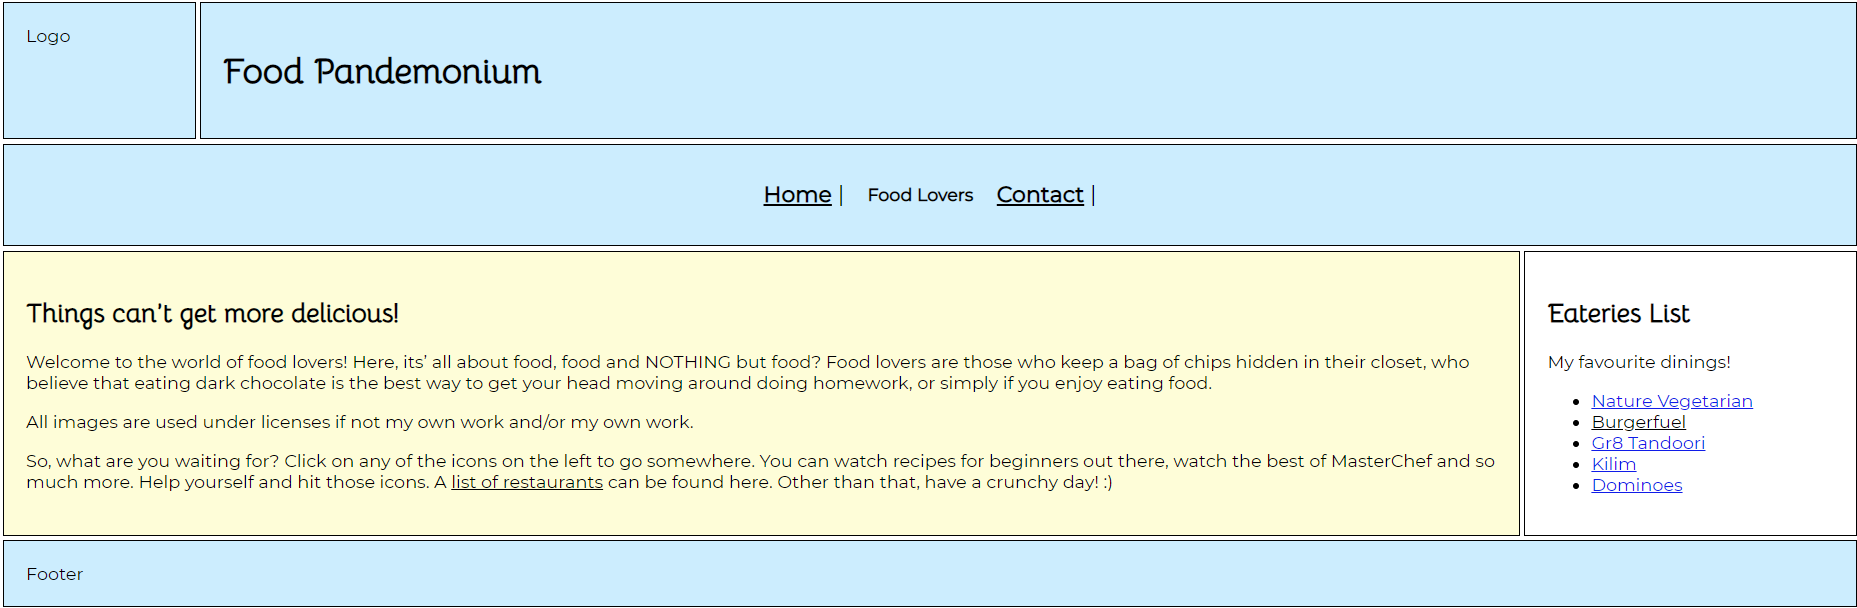 Logo
Food Pandemonium
Home |
Food Lovers
Contact |
Things can't get more delicious!
Welcome to the world of food lovers! Here, its’ all about food, food and NOTHING but food? Food lovers are those who keep a bag of chips hidden in their closet, who
believe that eating dark chocolate is the best way to get your head moving around doing homework, or simply if you enjoy eating food.
All images are used under licenses if not my own work and/or my own work.
So, what are you waiting for? Click on any of the icons on the left to go somewhere. You can watch recipes for beginners out there, watch the best of MasterChef and so
much more. Help yourself and hit those icons. A list of restaurants can be found here. Other than that, have a crunchy day! :)
Eateries List
My favourite dinings!
Nature Vegetarian
Burgerfuel
Gr8 Tandoori
Kilim
Dominoes
Footer